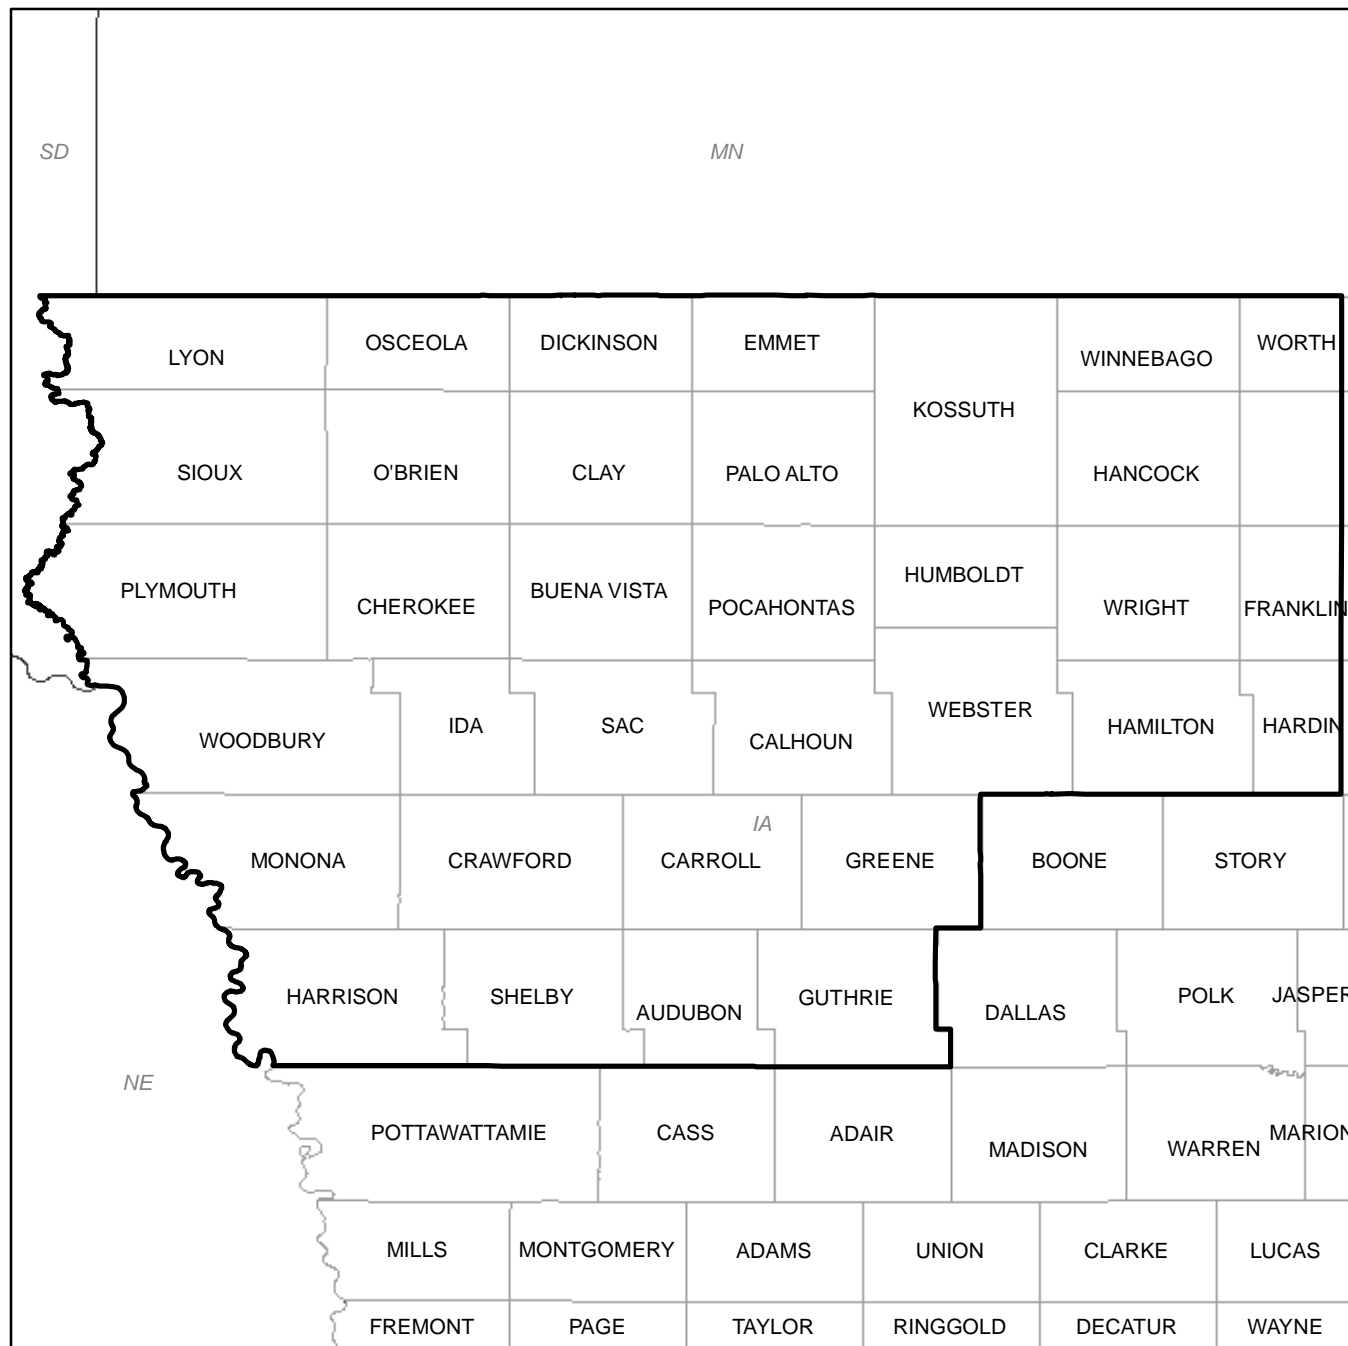 SD
MN
OSCEOLA
DICKINSON
EMMET
WORTH
LYON
WINNEBAGO
KOSSUTH
SIOUX
O'BRIEN
CLAY
PALO ALTO
HANCOCK
HUMBOLDT
PLYMOUTH
BUENA VISTA
CHEROKEE
POCAHONTAS
WRIGHT
FRANKLIN
WEBSTER
IDA
SAC
HAMILTON
HARDIN
WOODBURY
CALHOUN
IA
MONONA
CRAWFORD
CARROLL
GREENE
BOONE
STORY
HARRISON
SHELBY
GUTHRIE
POLK
JASPER
AUDUBON
DALLAS
NE
POTTAWATTAMIE
CASS
ADAIR
MARION
MADISON
WARREN
MILLS
MONTGOMERY
ADAMS
UNION
CLARKE
LUCAS
FREMONT
PAGE
TAYLOR
RINGGOLD
DECATUR
WAYNE